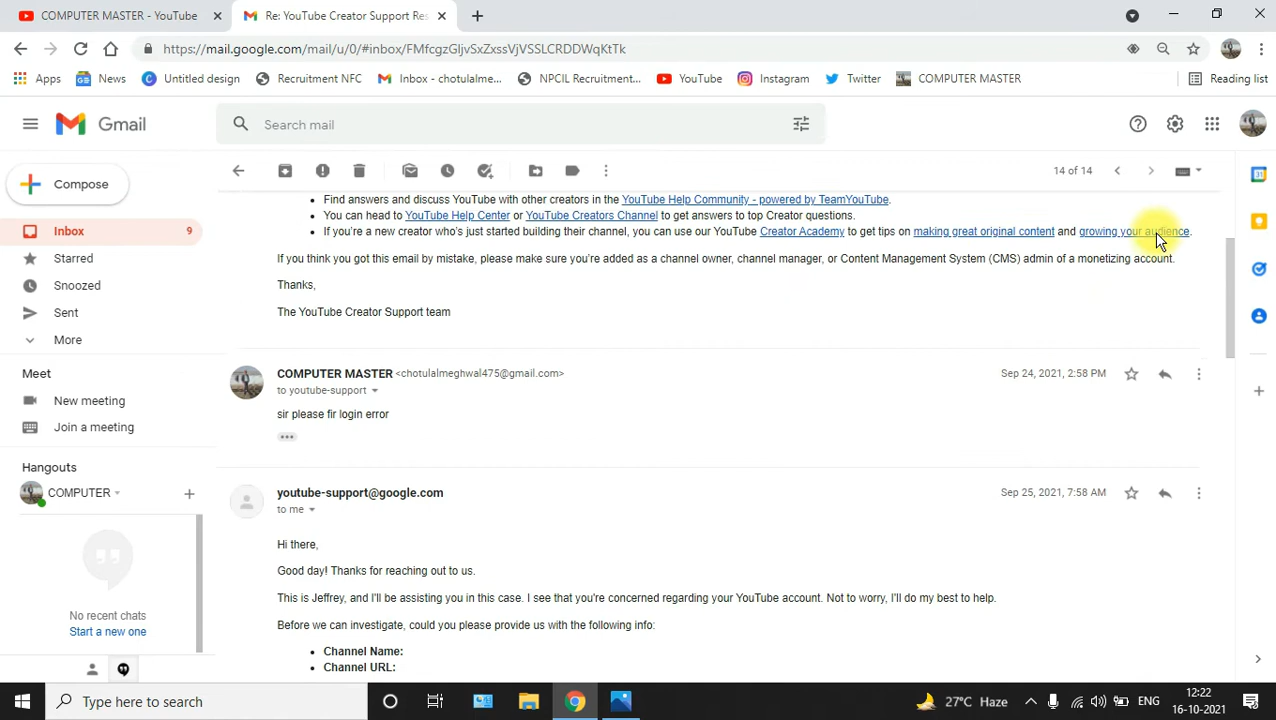 COMPUTER MASTER - YouTube
Re: YouTube Creator Support Res
https://mail.google.com/mail/u/0/#inbox/FMfcgzGljvSxZxssVjVSSLCRDDWqKtTk
Apps
News
Untitled design
Recruitment NFC
Inbox - chotulalme...
NPCIL Recruitment...
YouTube
Instagram
Twitter
COMPUTER MASTER
Reading list
Gmail
Search mail
Compose
14 of 14
Inbox 9
Starred
Snoozed
Sent
More
Meet
New meeting
Join a meeting
Hangouts
COMPUTER
No recent chats
Start a new one
• Find answers and discuss YouTube with other creators in the YouTube Help Community - powered by TeamYouTube.
• You can head to YouTube Help Center or YouTube Creators Channel to get answers to top Creator questions.
• If you're a new creator who's just started building their channel, you can use our YouTube Creator Academy to get tips on making great original content and growing your audience.
If you think you got this email by mistake, please make sure you're added as a channel owner, channel manager, or Content Management System (CMS) admin of a monetizing account.
Thanks,
The YouTube Creator Support team
COMPUTER MASTER <chotulalmeghwal475@gmail.com>
Sep 24, 2021, 2:58 PM
to youtube-support
sir please fir login error
youtube-support@google.com
Sep 25, 2021, 7:58 AM
to me
Hi there,
Good day! Thanks for reaching out to us.
This is Jeffrey, and I'll be assisting you in this case. I see that you're concerned regarding your YouTube account. Not to worry, I'll do my best to help.
Before we can investigate, could you please provide us with the following info:
• Channel Name:
• Channel URL:
Type here to search
27°C Haze
ENG
12:22
16-10-2021